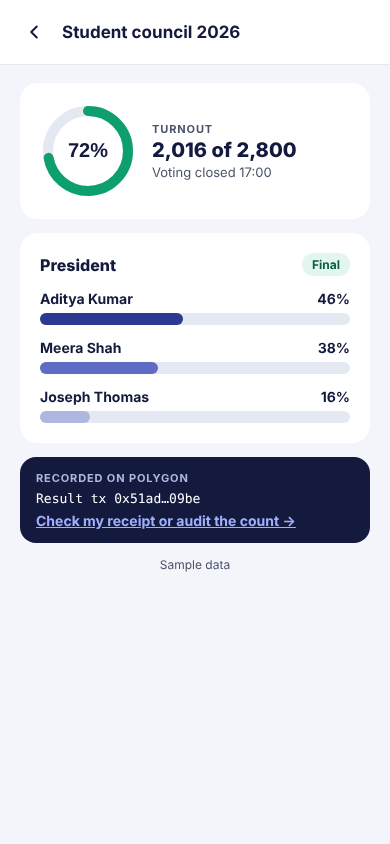 Student council 2026
72%
TURNOUT
2,016 of 2,800
Voting closed 17:00
President
Final
Aditya Kumar 46%
Meera Shah 38%
Joseph Thomas 16%
RECORDED ON POLYGON
Result tx 0x51ad…09be
Check my receipt or audit the count →
Sample data